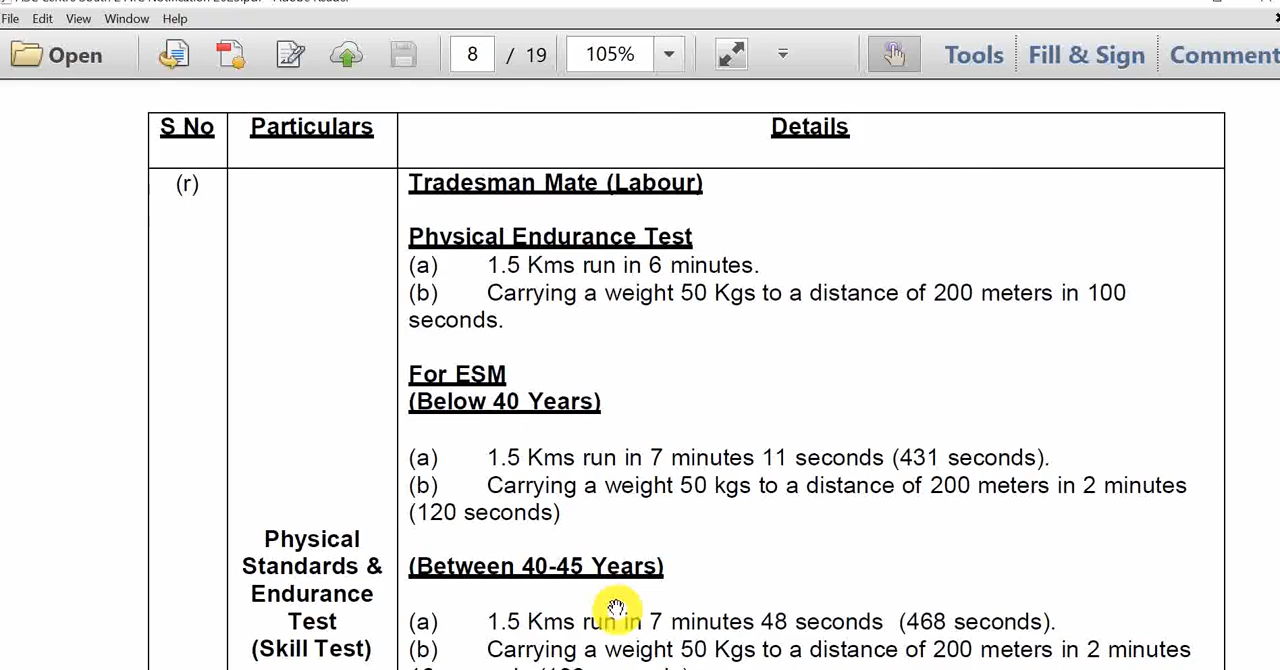 File Edit View Window Help
Open 8 / 19 105% Tools Fill & Sign Comment
S No Particulars Details
(r) Tradesman Mate (Labour)
Physical Endurance Test
(a) 1.5 Kms run in 6 minutes.
(b) Carrying a weight 50 Kgs to a distance of 200 meters in 100
seconds.
For ESM
(Below 40 Years)
(a) 1.5 Kms run in 7 minutes 11 seconds (431 seconds).
(b) Carrying a weight 50 kgs to a distance of 200 meters in 2 minutes
(120 seconds)
Physical
Standards &
Endurance
Test
(Skill Test)
(Between 40-45 Years)
(a) 1.5 Kms run in 7 minutes 48 seconds (468 seconds).
(b) Carrying a weight 50 Kgs to a distance of 200 meters in 2 minutes